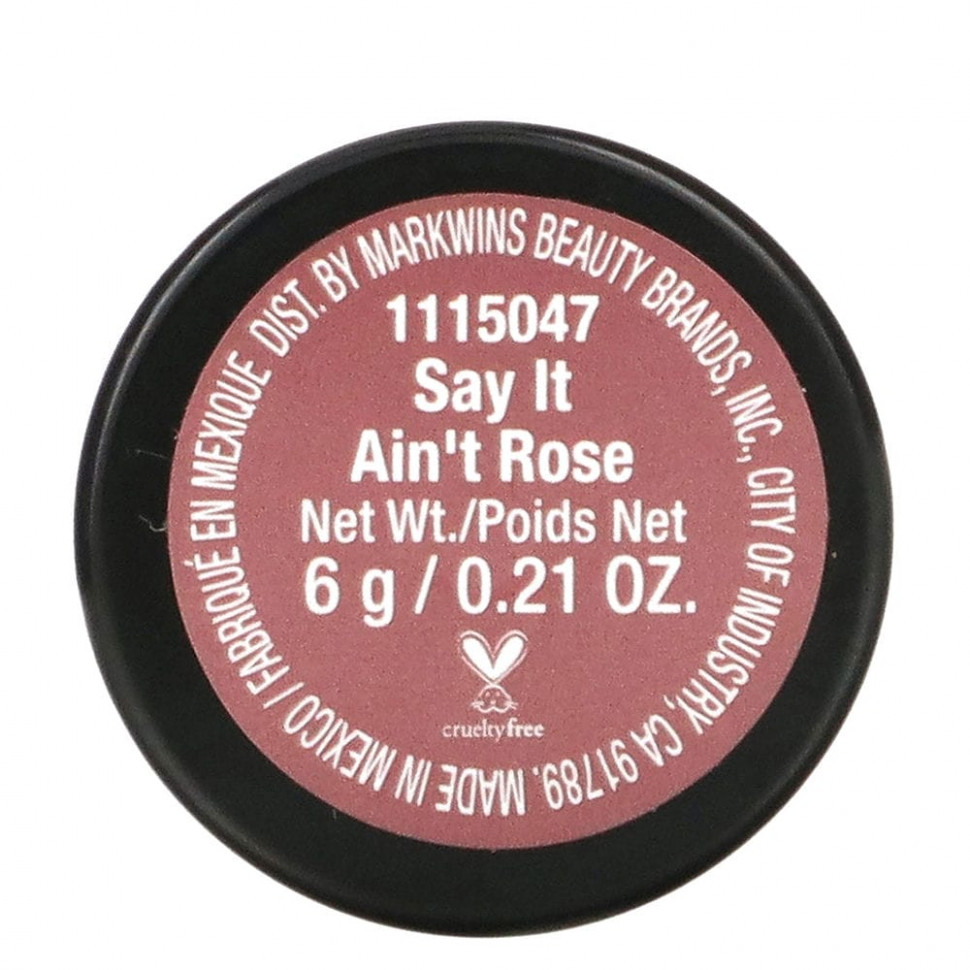 DIST. BY MARKWINS BEAUTY BRANDS, INC., CITY OF INDUSTRY, CA 91789. MADE IN MEXICO / FABRIQUÉ EN MEXIQUE
1115047
Say It
Ain't Rose
Net Wt./Poids Net
6 g / 0.21 OZ.
crueltyfree